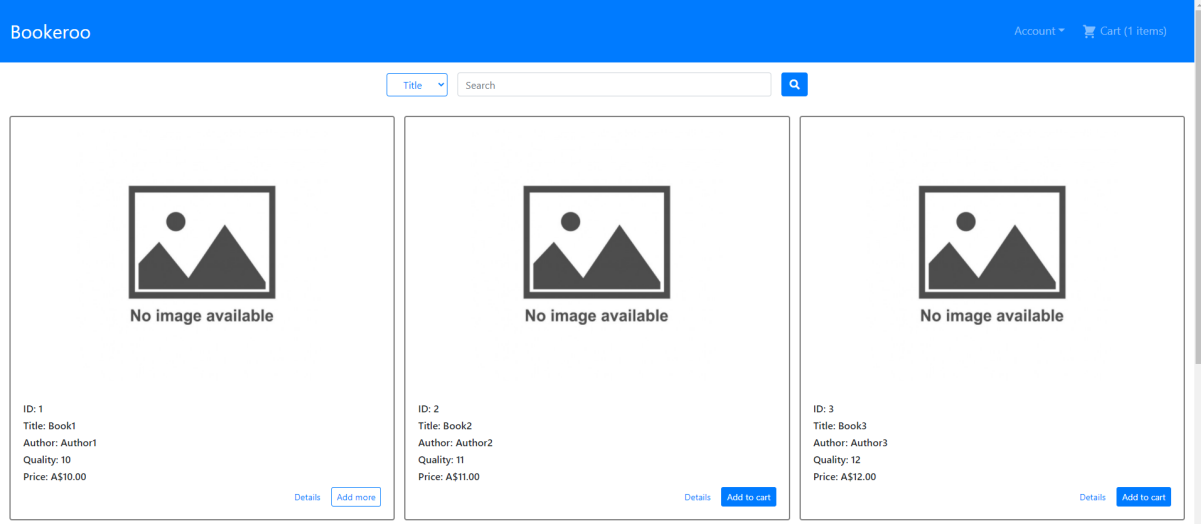 Bookeroo
Account
Cart (1 items)
Title
Search
No image available
ID: 1
Title: Book1
Author: Author1
Quality: 10
Price: A$10.00
Details
Add more
No image available
ID: 2
Title: Book2
Author: Author2
Quality: 11
Price: A$11.00
Details
Add to cart
No image available
ID: 3
Title: Book3
Author: Author3
Quality: 12
Price: A$12.00
Details
Add to cart